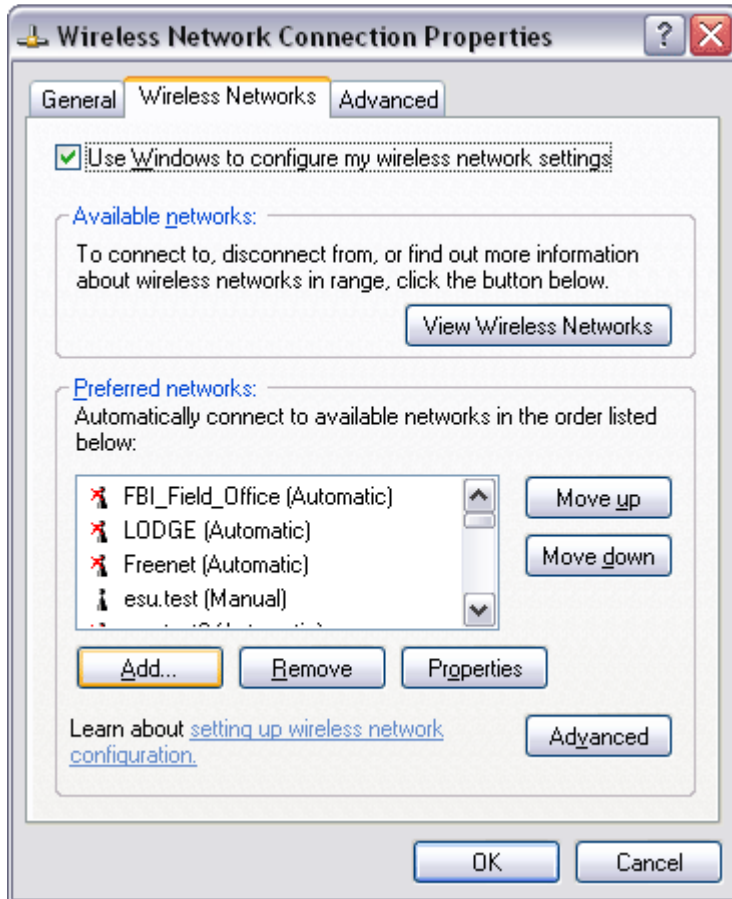 Wireless Network Connection Properties
General
Wireless Networks
Advanced
Use Windows to configure my wireless network settings
Available networks:
To connect to, disconnect from, or find out more information
about wireless networks in range, click the button below.
View Wireless Networks
Preferred networks:
Automatically connect to available networks in the order listed
below:
FBI_Field_Office (Automatic)
LODGE (Automatic)
Freenet (Automatic)
esu.test (Manual)
Move up
Move down
Add...
Remove
Properties
Learn about setting up wireless network
configuration.
Advanced
OK
Cancel